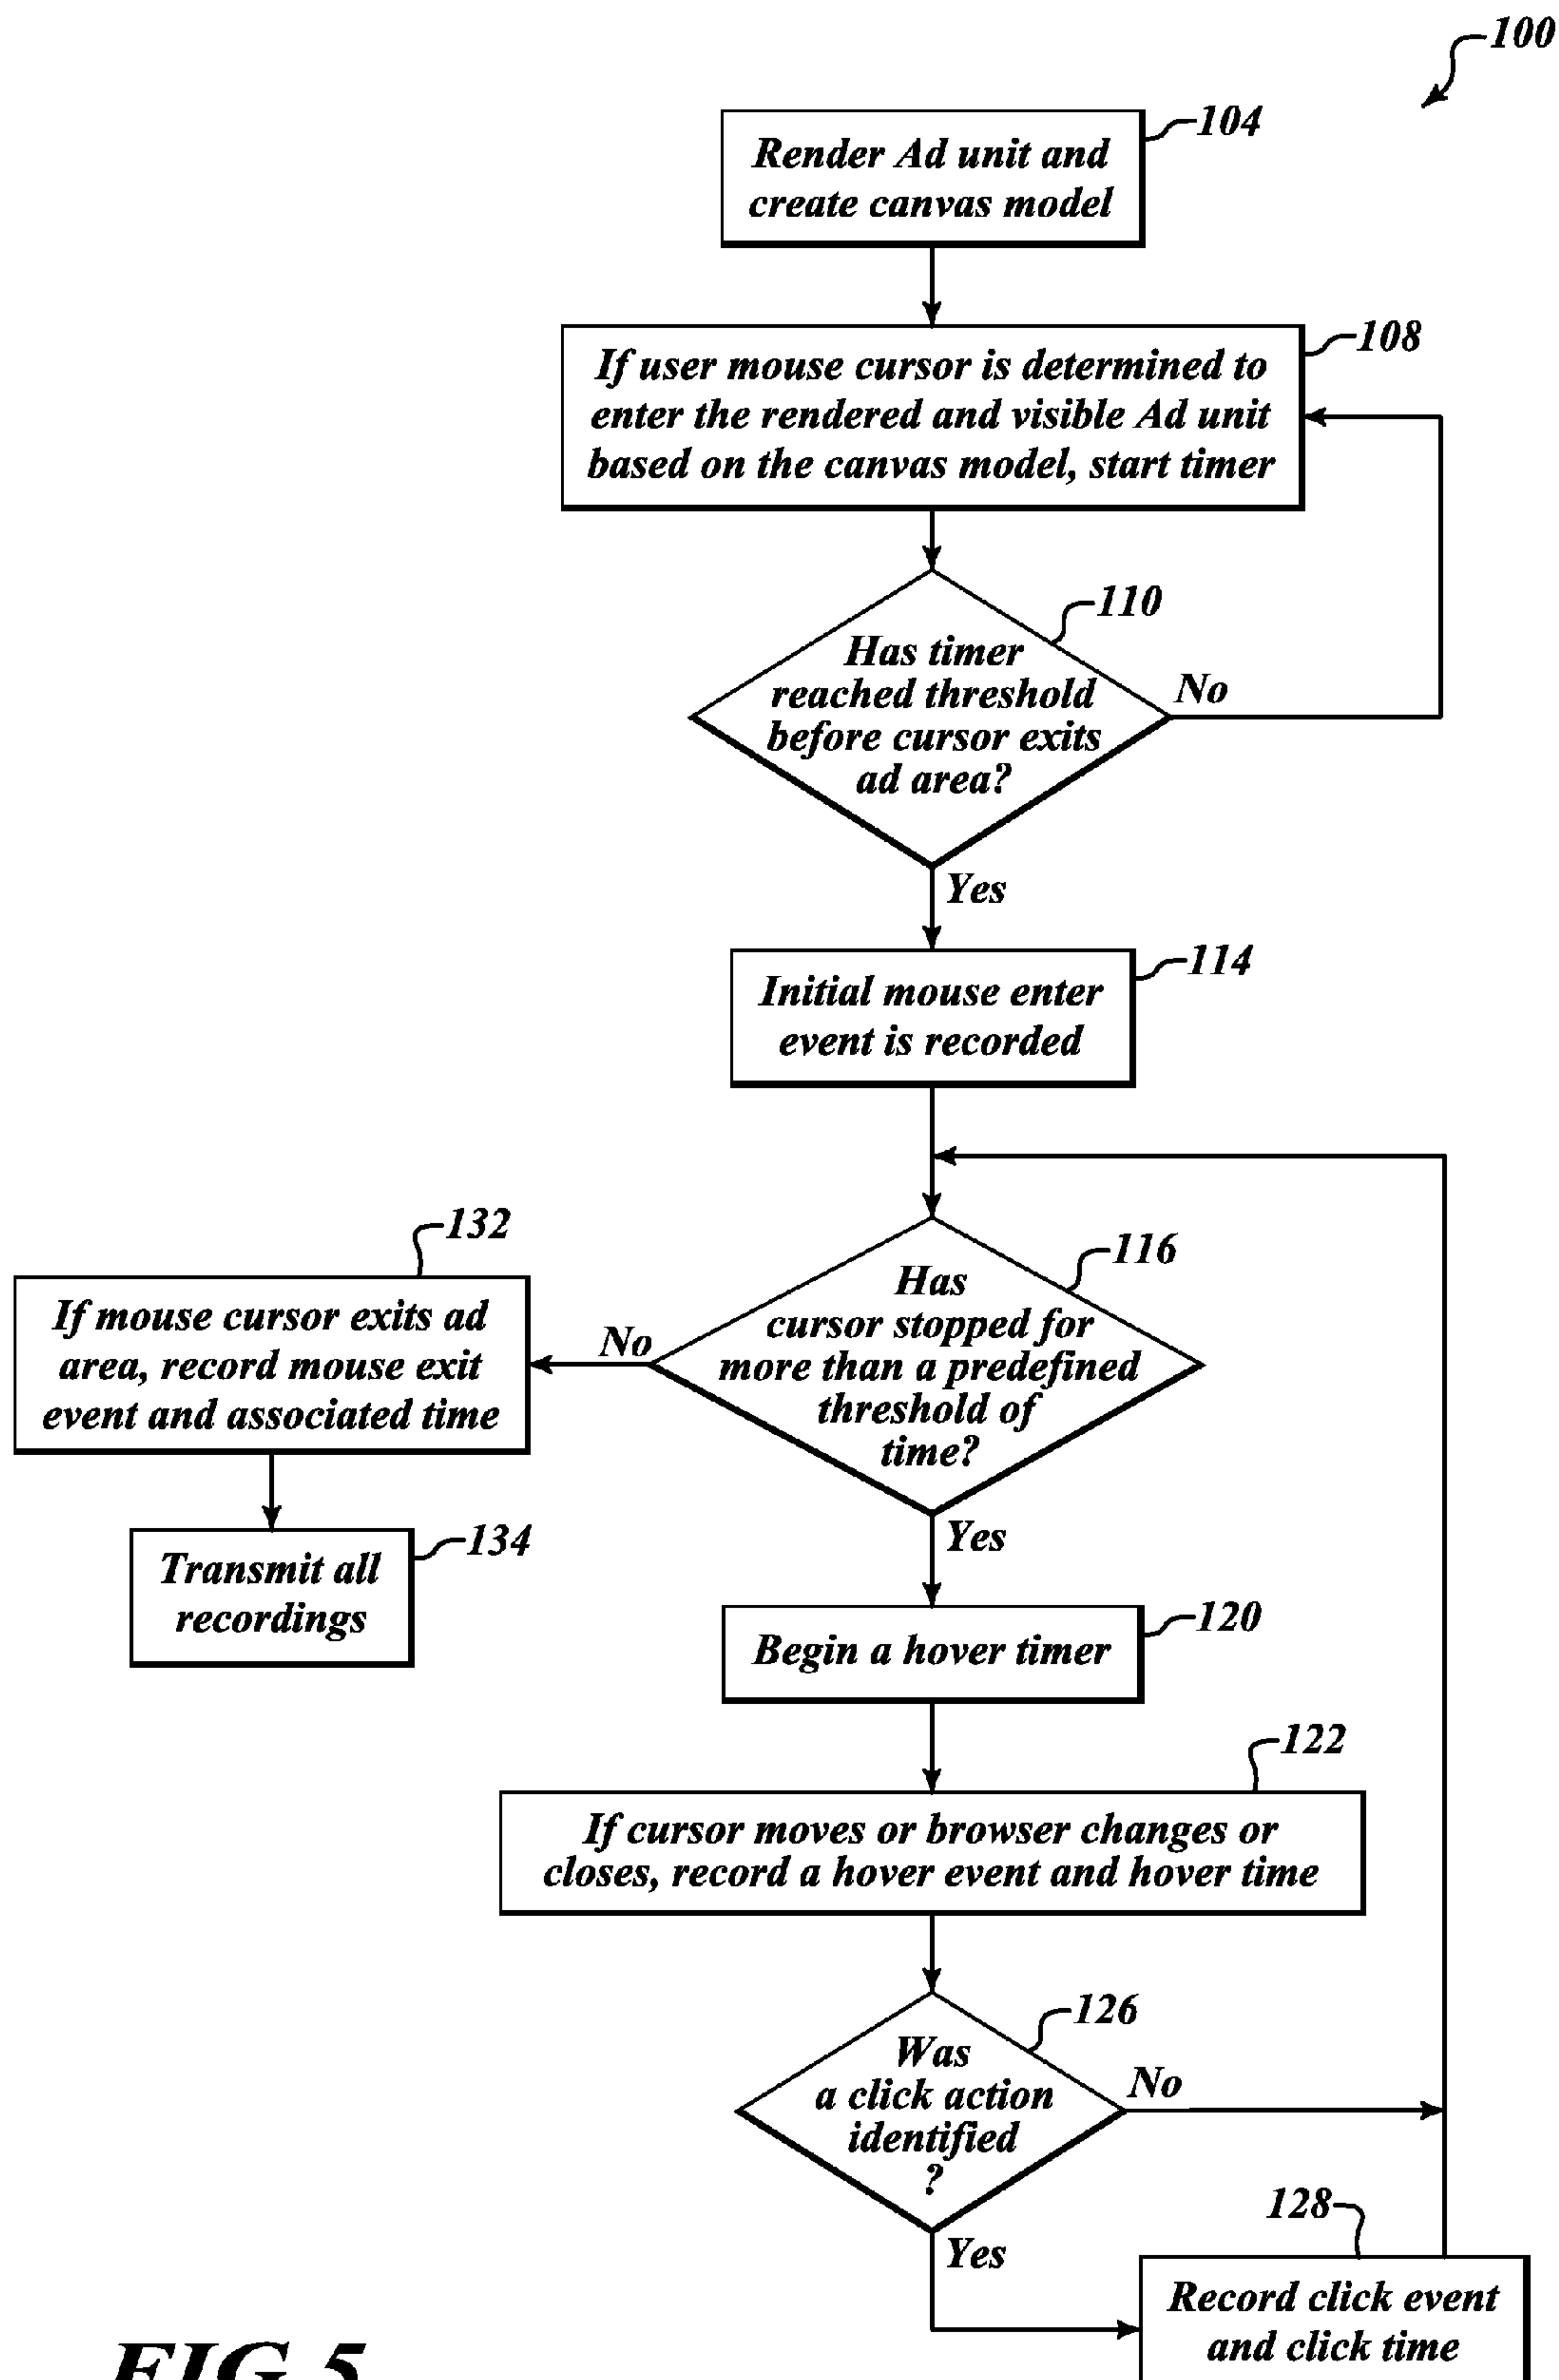 100
104
Render Ad unit and
create canvas model
108
If user mouse cursor is determined to
enter the rendered and visible Ad unit
based on the canvas model, start timer
110
Has timer
reached threshold
before cursor exits
ad area?
No
Yes
114
Initial mouse enter
event is recorded
132
If mouse cursor exits ad
area, record mouse exit
event and associated time
No
116
Has
cursor stopped for
more than a predefined
threshold of
time?
Yes
134
Transmit all
recordings
120
Begin a hover timer
122
If cursor moves or browser changes or
closes, record a hover event and hover time
126
Was
a click action
identified
?
No
Yes
128
Record click event
and click time
FIG.5